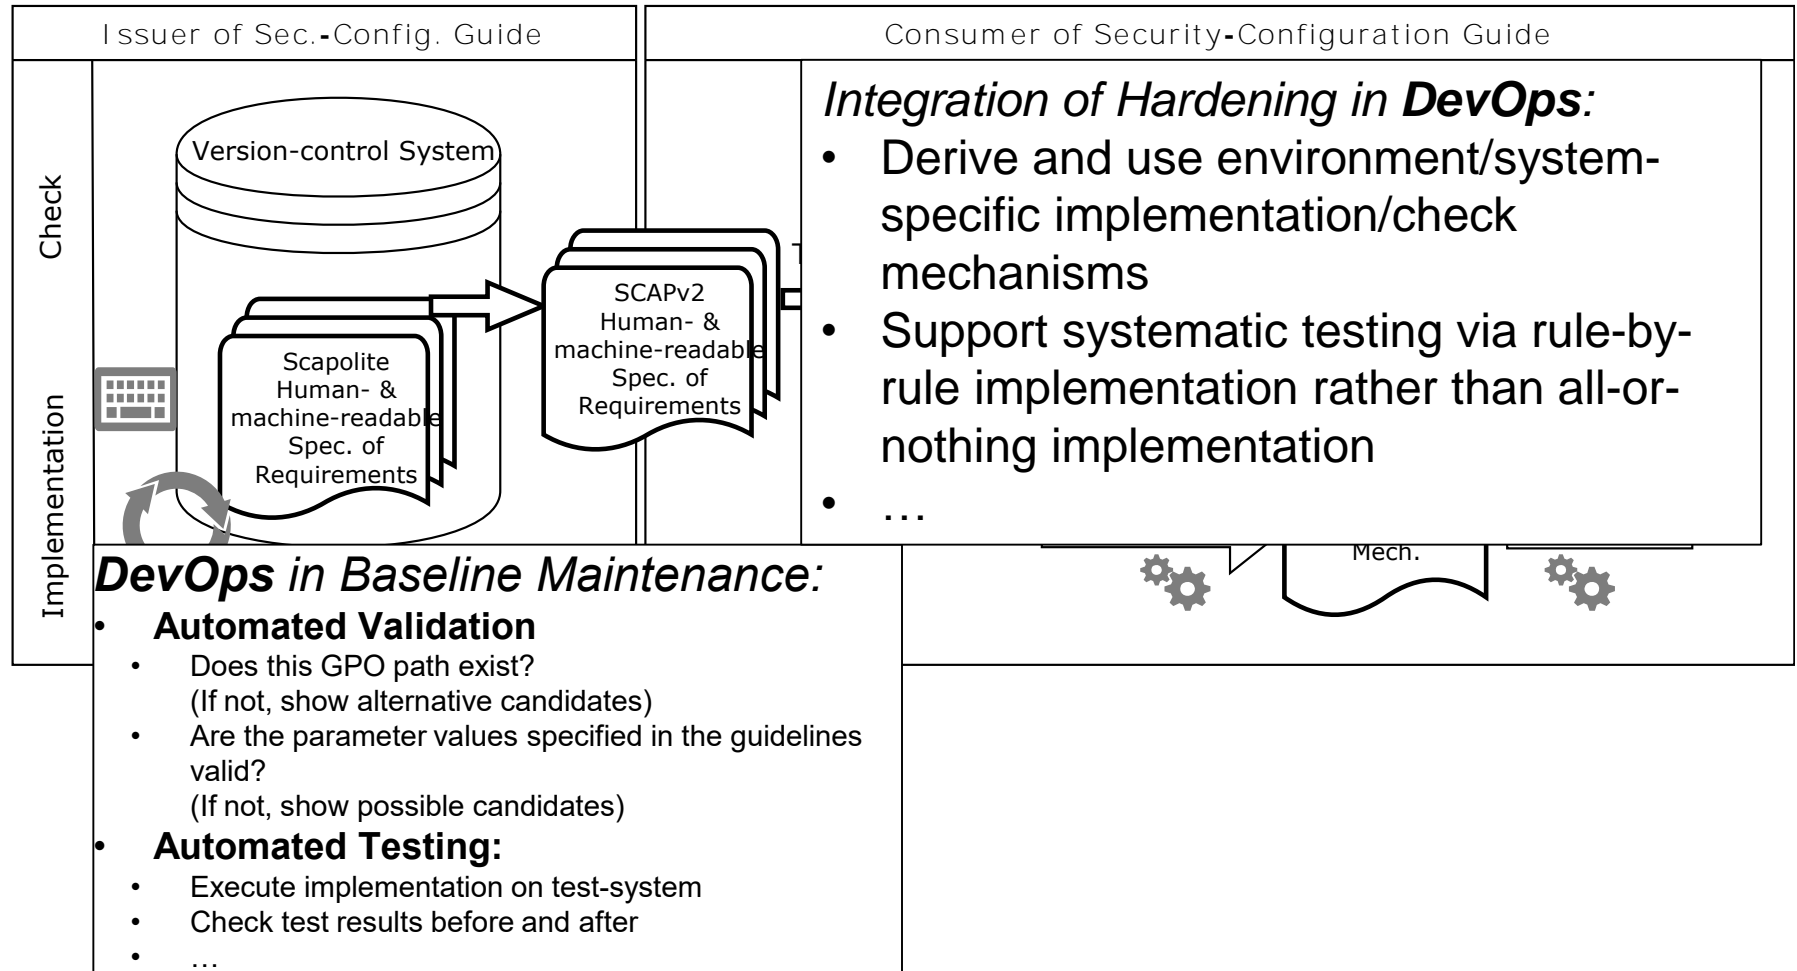 Issuer of Sec.-Config. Guide
Consumer of Security-Configuration Guide
Check
Implementation
Version-control System
Scapolite
Human- &
machine-readable
Spec. of
Requirements
SCAPv2
Human- &
machine-readable
Spec. of
Requirements
Integration of Hardening in DevOps:
• Derive and use environment/system-
specific implementation/check
mechanisms
• Support systematic testing via rule-by-
rule implementation rather than all-or-
nothing implementation
• …
Mech.
DevOps in Baseline Maintenance:
• Automated Validation
• Does this GPO path exist?
(If not, show alternative candidates)
• Are the parameter values specified in the guidelines
valid?
(If not, show possible candidates)
• Automated Testing:
• Execute implementation on test-system
• Check test results before and after
• …